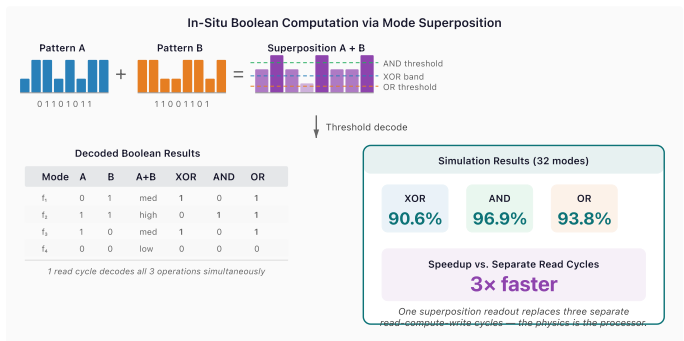 In-Situ Boolean Computation via Mode Superposition
Pattern A
Pattern B
Superposition A + B
+
=
AND threshold
XOR band
OR threshold
0 1 1 0 1 0 1 1
1 1 0 0 1 1 0 1
Threshold decode
Decoded Boolean Results
Mode A B A+B XOR AND OR
f₁ 0 1 med 1 0 1
f₂ 1 1 high 0 1 1
f₃ 1 0 med 1 0 1
f₄ 0 0 low 0 0 0
1 read cycle decodes all 3 operations simultaneously
Simulation Results (32 modes)
XOR AND OR
90.6% 96.9% 93.8%
Speedup vs. Separate Read Cycles
3× faster
One superposition readout replaces three separate
read-compute-write cycles — the physics is the processor.